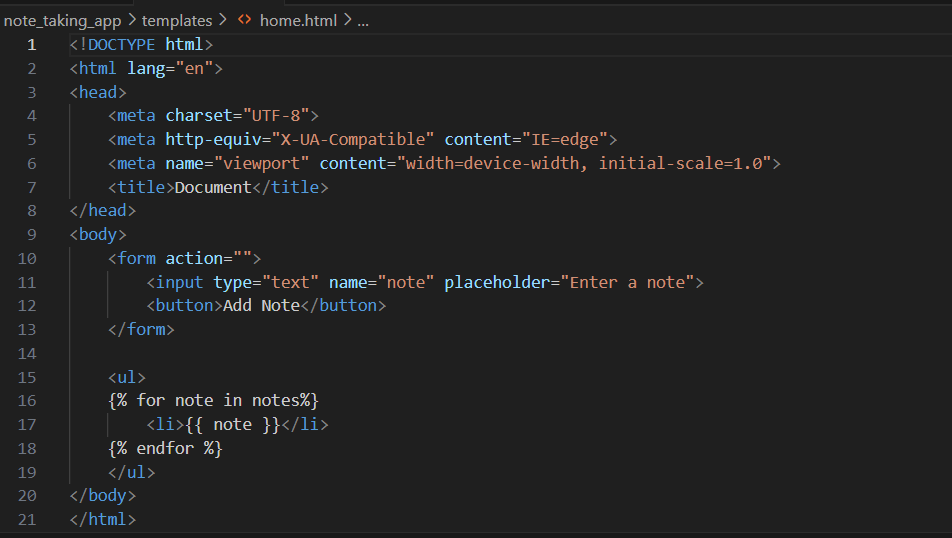 note_taking_app > templates > <> home.html > ...
1 <!DOCTYPE html>
2 <html lang="en">
3 <head>
4     <meta charset="UTF-8">
5     <meta http-equiv="X-UA-Compatible" content="IE=edge">
6     <meta name="viewport" content="width=device-width, initial-scale=1.0">
7     <title>Document</title>
8 </head>
9 <body>
10     <form action="">
11         <input type="text" name="note" placeholder="Enter a note">
12         <button>Add Note</button>
13     </form>
14
15     <ul>
16     {% for note in notes%}
17         <li>{{ note }}</li>
18     {% endfor %}
19     </ul>
20 </body>
21 </html>